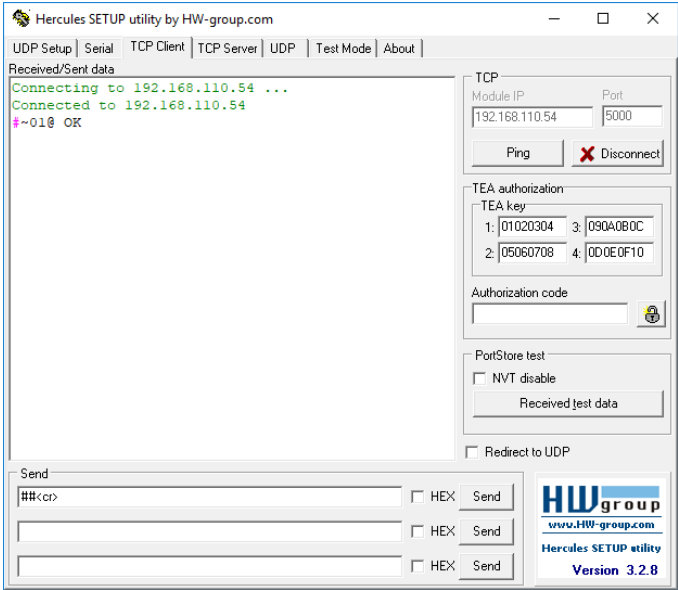 Hercules SETUP utility by HW-group.com
UDP Setup Serial TCP Client TCP Server UDP Test Mode About
Received/Sent data
Connecting to 192.168.110.54 ...
Connected to 192.168.110.54
#~01@ OK
TCP
Module IP Port
192.168.110.54 5000
Ping Disconnect
TEA authorization
TEA key
1: 01020304 3: 090A0B0C
2: 05060708 4: 0D0E0F10
Authorization code
PortStore test
NVT disable
Received test data
Redirect to UDP
Send
##<cr> HEX Send
HEX Send
HEX Send
HW group
www.HW-group.com
Hercules SETUP utility
Version 3.2.8